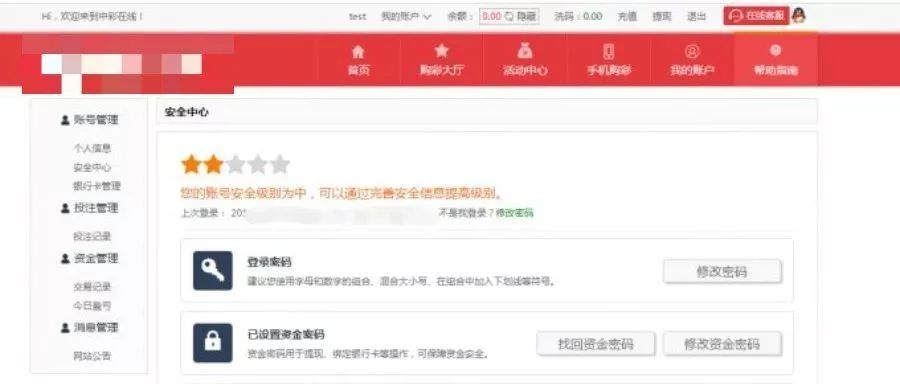 Hi，欢迎来到中彩在线！ test 我的账户 余额： 0.00 隐藏 洗码：0.00 充值 提现 退出 在线客服
首页 购彩大厅 活动中心 手机购彩 我的账户 帮助指南
账号管理
个人信息
安全中心
银行卡管理
投注管理
投注记录
资金管理
交易记录
今日盈亏
消息管理
网站公告
安全中心
您的账号安全级别为中，可以通过完善安全信息提高级别。
上次登录： 201 不是我登录？修改密码
登录密码
建议您使用字母和数字的组合、混合大小写、在组合中加入下划线等符号。
修改密码
已设置资金密码
资金密码用于提现、绑定银行卡等操作，可保障资金安全。
找回资金密码 修改资金密码